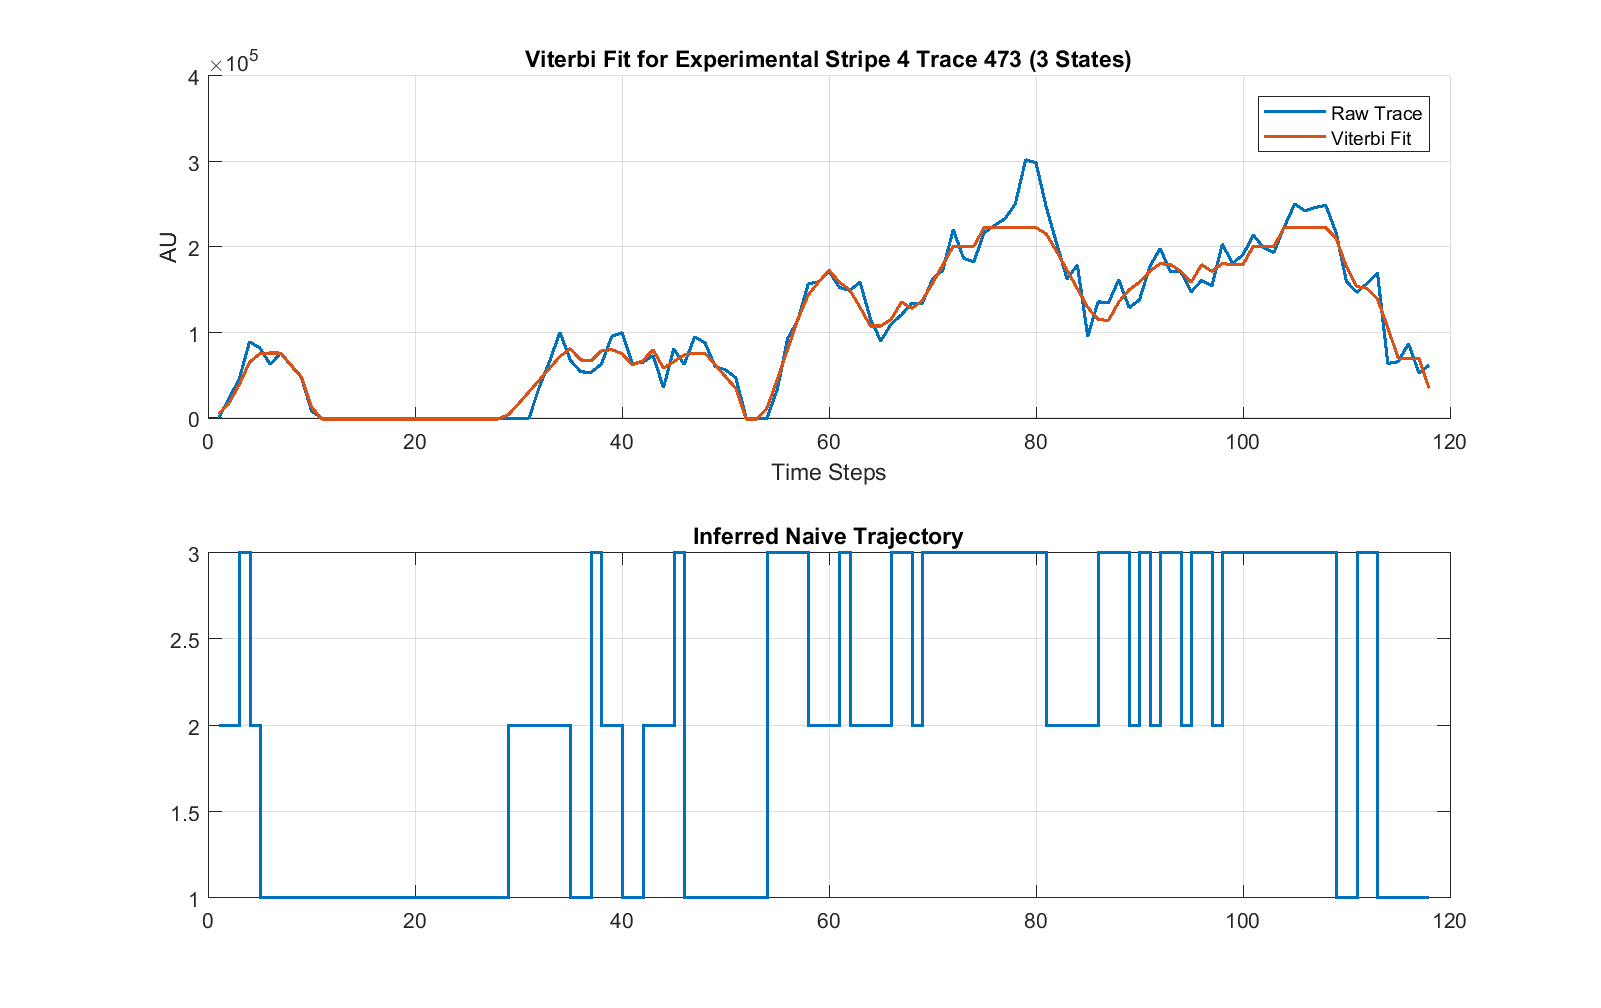 Viterbi Fit for Experimental Stripe 4 Trace 473 (3 States)
×10^5
4
3
2
1
0
AU
Raw Trace
Viterbi Fit
0 20 40 60 80 100 120
Time Steps
Inferred Naive Trajectory
3
2.5
2
1.5
1
0 20 40 60 80 100 120